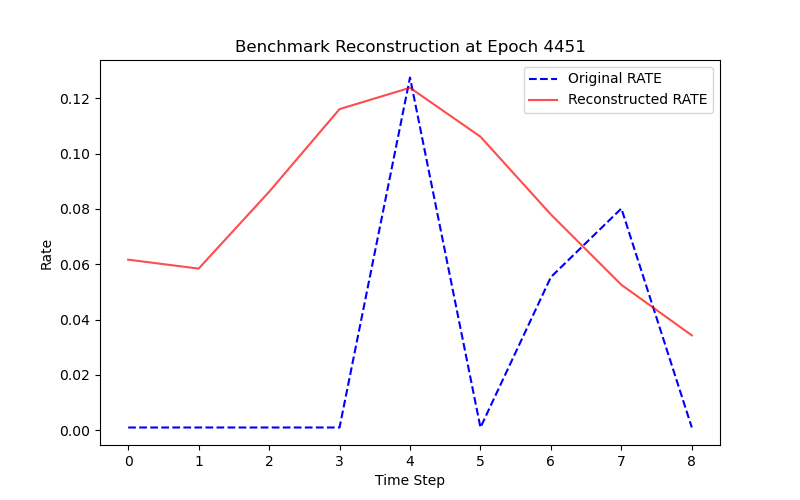 Benchmark Reconstruction at Epoch 4451
Original RATE
Reconstructed RATE
Rate
0.12
0.10
0.08
0.06
0.04
0.02
0.00
0 1 2 3 4 5 6 7 8
Time Step